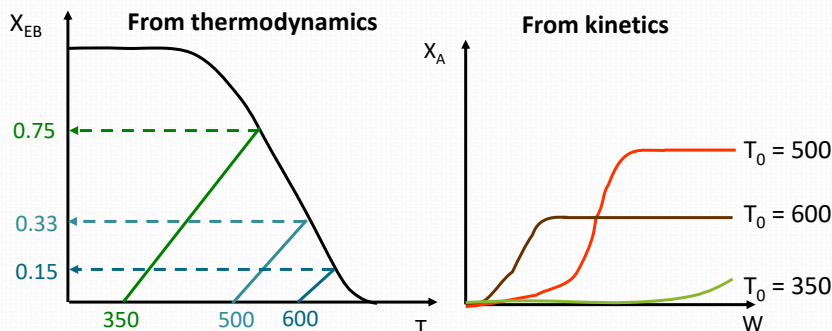 From thermodynamics
X_EB
0.75
0.33
0.15
350
500
600
T
From kinetics
X_A
T_0 = 500
T_0 = 600
T_0 = 350
W